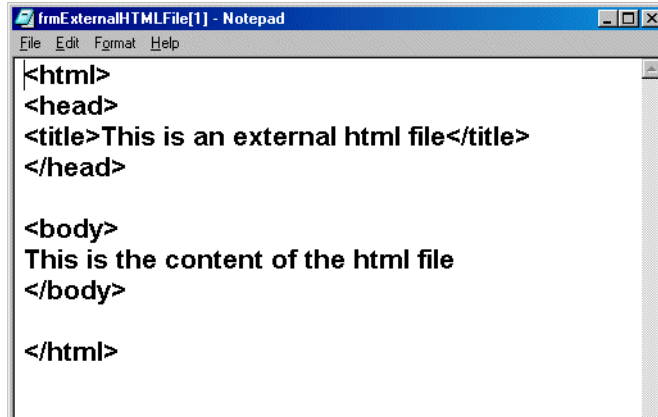 frmExternalHTMLFile[1] - Notepad
File Edit Format Help
<html>
<head>
<title>This is an external html file</title>
</head>
<body>
This is the content of the html file
</body>
</html>